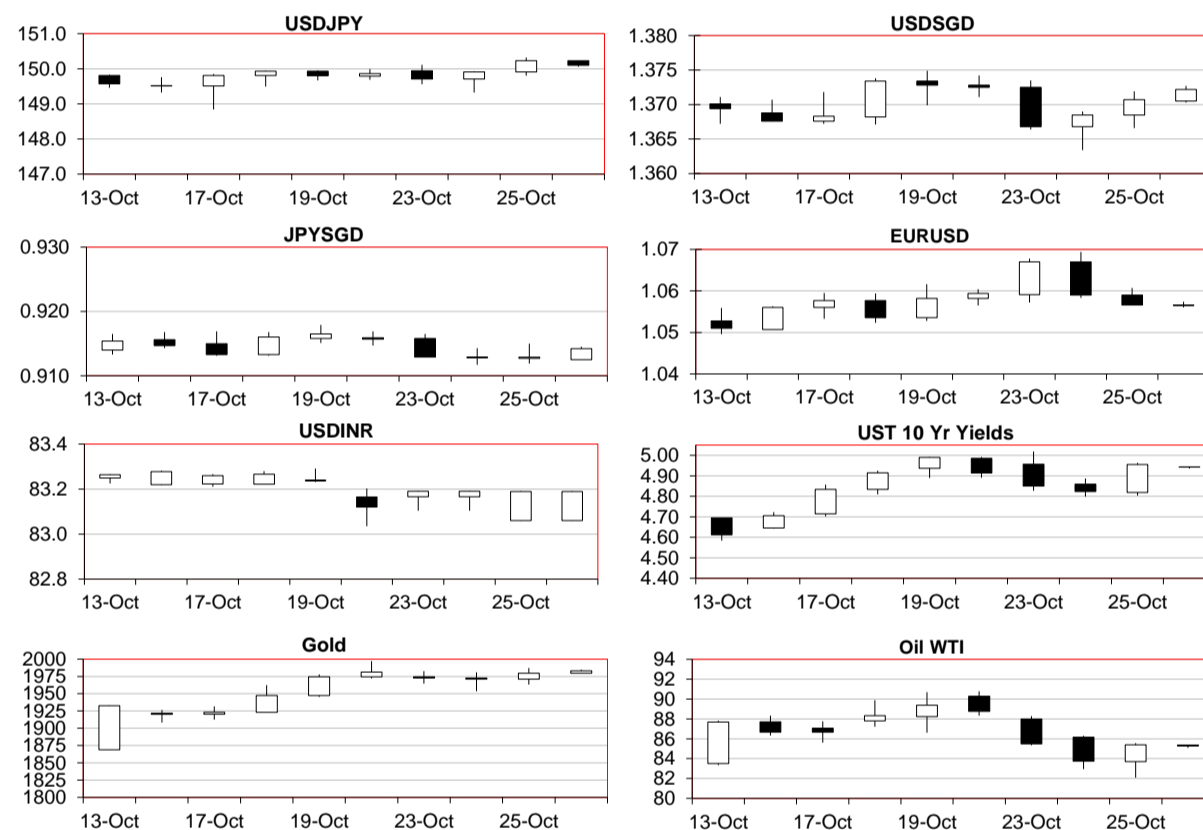 USDJPY
151.0
150.0
149.0
148.0
147.0
13-Oct 17-Oct 19-Oct 23-Oct 25-Oct
USDSGD
1.380
1.375
1.370
1.365
1.360
13-Oct 17-Oct 19-Oct 23-Oct 25-Oct
JPYSGD
0.930
0.920
0.910
13-Oct 17-Oct 19-Oct 23-Oct 25-Oct
EURUSD
1.07
1.06
1.05
1.04
13-Oct 17-Oct 19-Oct 23-Oct 25-Oct
USDINR
83.4
83.2
83.0
82.8
13-Oct 17-Oct 19-Oct 23-Oct 25-Oct
UST 10 Yr Yields
5.00
4.90
4.80
4.70
4.60
4.50
4.40
13-Oct 17-Oct 19-Oct 23-Oct 25-Oct
Gold
2000
1975
1950
1925
1900
1875
1850
1825
1800
13-Oct 17-Oct 19-Oct 23-Oct 25-Oct
Oil WTI
94
92
90
88
86
84
82
80
13-Oct 17-Oct 19-Oct 23-Oct 25-Oct